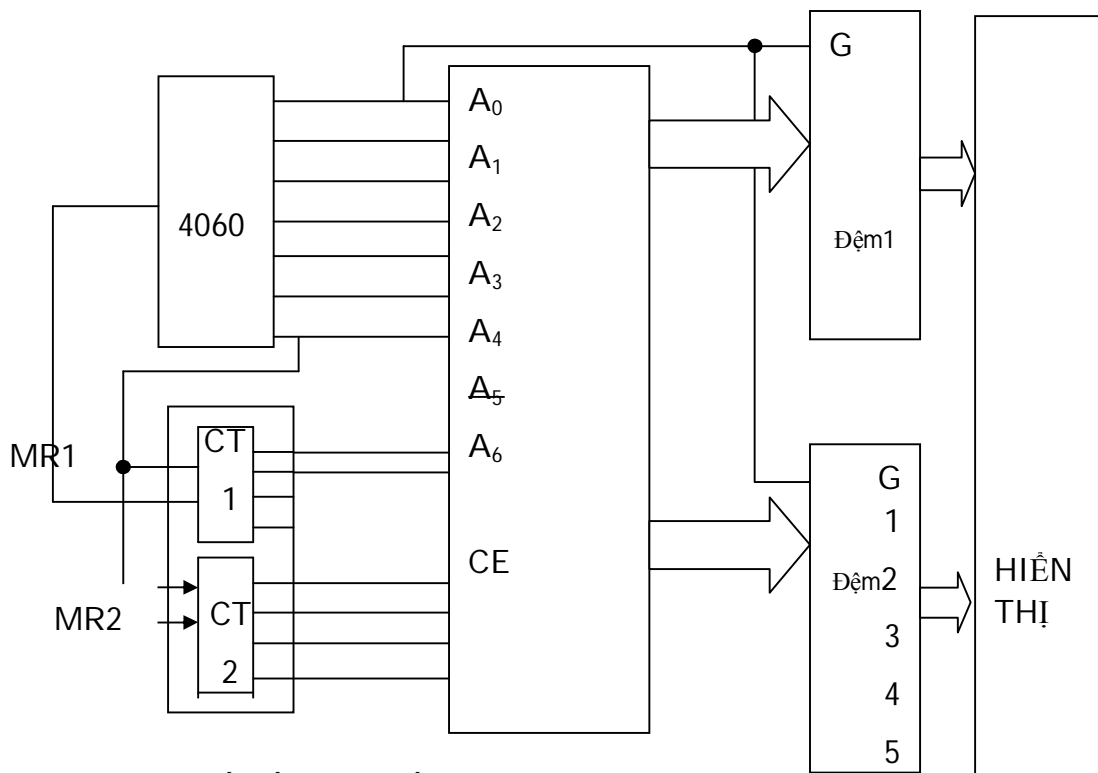 G
A₀
A₁
4060
A₂
Đệm1
A₃
A₄
A₅
CT
MR1
A₆
1
G
1
CE
Đệm2
HIỂN
CT
MR2
THỊ
3
2
4
5